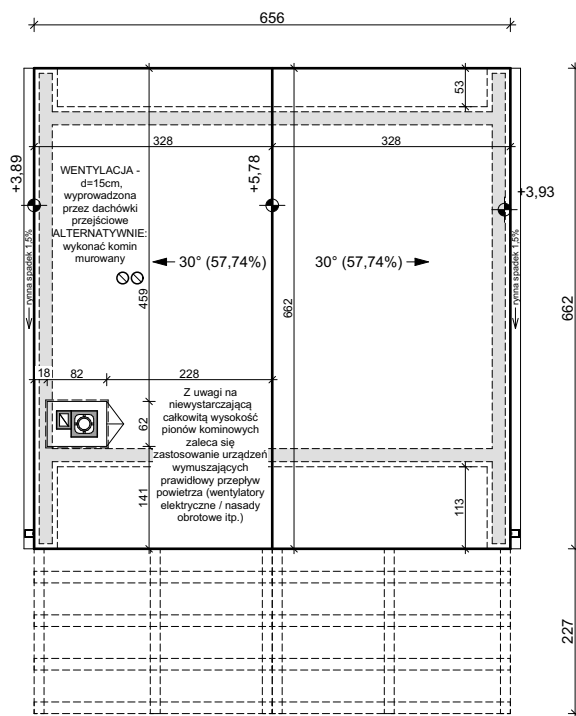 656
53
328
328
+3,89
+5,78
+3,93
WENTYLACJA -
d=15cm,
wyprowadzona
przez dachówki
przejściowe
ALTERNATYWNIE:
wykonać komin
murowany
30° (57,74%)
30° (57,74%)
rynna spadek 1,5%
rynna spadek 1,5%
459
662
662
18
82
228
62
Z uwagi na
niewystarczającą
całkowitą wysokość
pionów kominowych
zaleca się
zastosowanie urządzeń
wymuszających
prawidłowy przepływ
powietrza (wentylatory
elektryczne / nasady
obrotowe itp.)
141
113
227